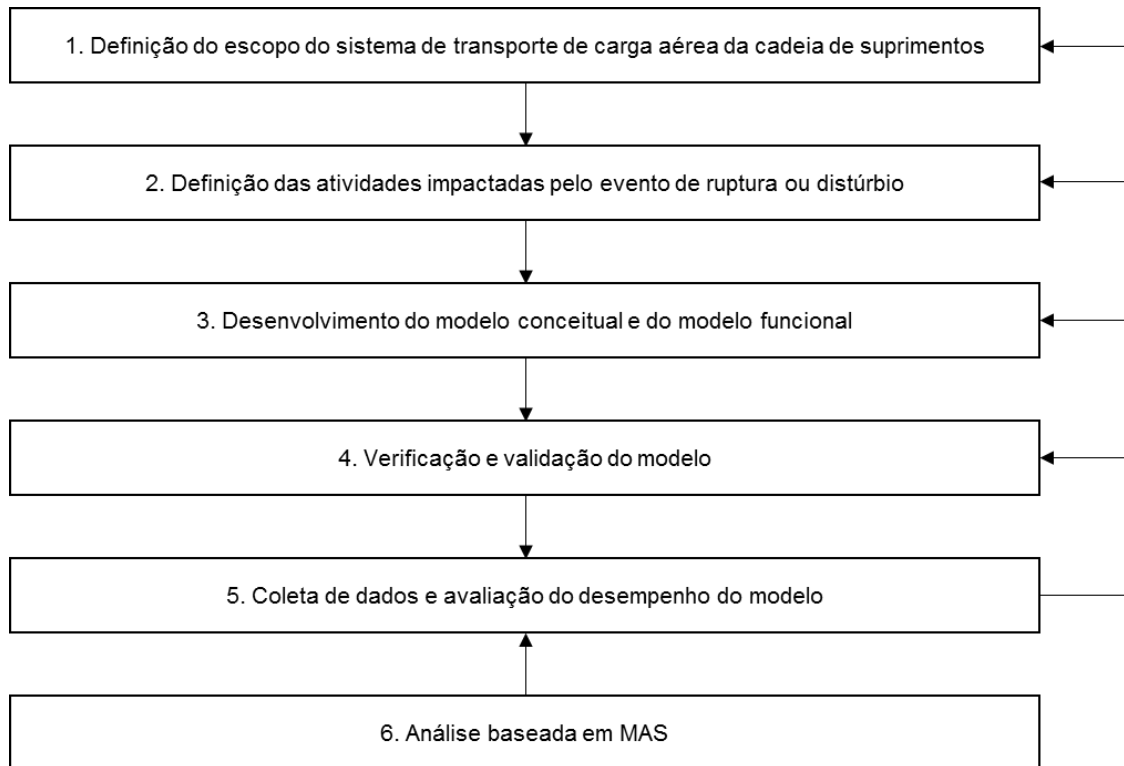 1. Definição do escopo do sistema de transporte de carga aérea da cadeia de suprimentos
2. Definição das atividades impactadas pelo evento de ruptura ou distúrbio
3. Desenvolvimento do modelo conceitual e do modelo funcional
4. Verificação e validação do modelo
5. Coleta de dados e avaliação do desempenho do modelo
6. Análise baseada em MAS